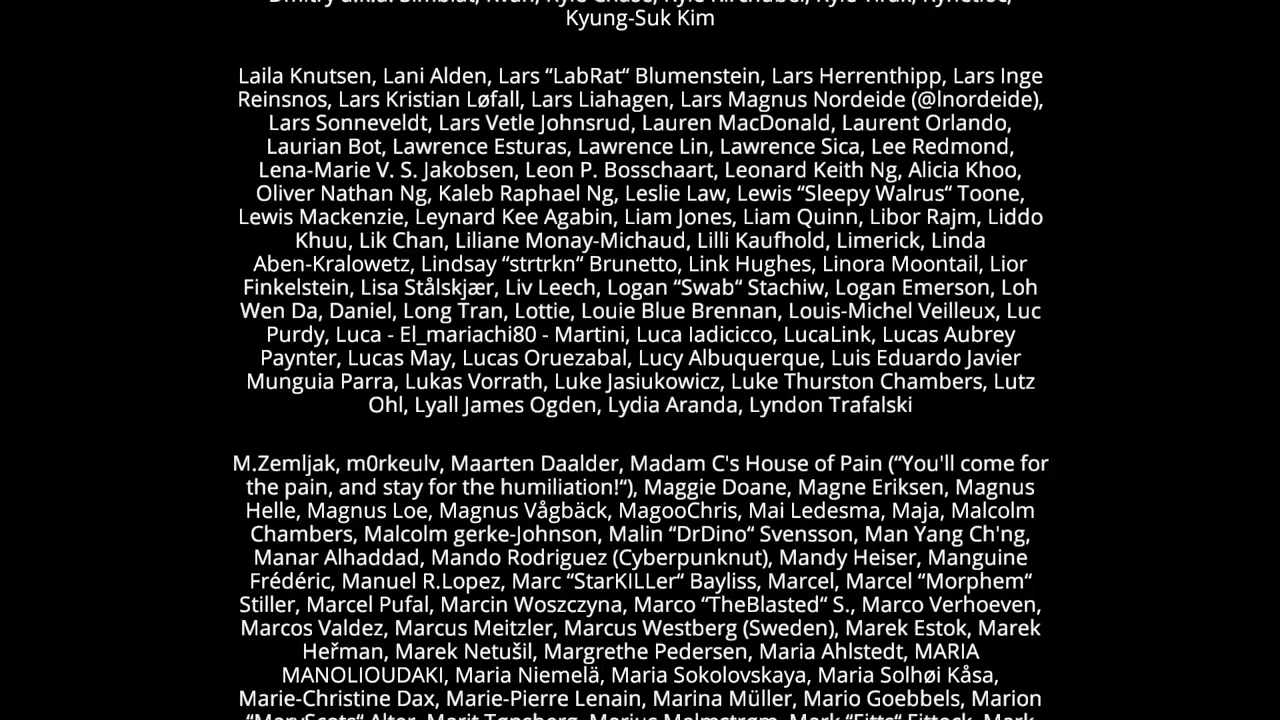 Kyung-Suk Kim
Laila Knutsen, Lani Alden, Lars “LabRat“ Blumenstein, Lars Herrenthipp, Lars Inge
Reinsnos, Lars Kristian Løfall, Lars Liahagen, Lars Magnus Nordeide (@lnordeide),
Lars Sonneveldt, Lars Vetle Johnsrud, Lauren MacDonald, Laurent Orlando,
Laurian Bot, Lawrence Esturas, Lawrence Lin, Lawrence Sica, Lee Redmond,
Lena-Marie V. S. Jakobsen, Leon P. Bosschaart, Leonard Keith Ng, Alicia Khoo,
Oliver Nathan Ng, Kaleb Raphael Ng, Leslie Law, Lewis “Sleepy Walrus“ Toone,
Lewis Mackenzie, Leynard Kee Agabin, Liam Jones, Liam Quinn, Libor Rajm, Liddo
Khuu, Lik Chan, Liliane Monay-Michaud, Lilli Kaufhold, Limerick, Linda
Aben-Kralowetz, Lindsay “strtrkn“ Brunetto, Link Hughes, Linora Moontail, Lior
Finkelstein, Lisa Stålskjær, Liv Leech, Logan “Swab“ Stachiw, Logan Emerson, Loh
Wen Da, Daniel, Long Tran, Lottie, Louie Blue Brennan, Louis-Michel Veilleux, Luc
Purdy, Luca - El_mariachi80 - Martini, Luca Iadicicco, LucaLink, Lucas Aubrey
Paynter, Lucas May, Lucas Oruezabal, Lucy Albuquerque, Luis Eduardo Javier
Munguia Parra, Lukas Vorrath, Luke Jasiukowicz, Luke Thurston Chambers, Lutz
Ohl, Lyall James Ogden, Lydia Aranda, Lyndon Trafalski
M.Zemljak, m0rkeulv, Maarten Daalder, Madam C's House of Pain (“You'll come for
the pain, and stay for the humiliation!“), Maggie Doane, Magne Eriksen, Magnus
Helle, Magnus Loe, Magnus Vågbäck, MagooChris, Mai Ledesma, Maja, Malcolm
Chambers, Malcolm gerke-Johnson, Malin “DrDino“ Svensson, Man Yang Ch'ng,
Manar Alhaddad, Mando Rodriguez (Cyberpunknut), Mandy Heiser, Manguine
Frédéric, Manuel R.Lopez, Marc “StarKILLer“ Bayliss, Marcel, Marcel “Morphem“
Stiller, Marcel Pufal, Marcin Woszczyna, Marco “TheBlasted“ S., Marco Verhoeven,
Marcos Valdez, Marcus Meitzler, Marcus Westberg (Sweden), Marek Estok, Marek
Heřman, Marek Netušil, Margrethe Pedersen, Maria Ahlstedt, MARIA
MANOLIOUDAKI, Maria Niemelä, Maria Sokolovskaya, Maria Solhøi Kåsa,
Marie-Christine Dax, Marie-Pierre Lenain, Marina Müller, Mario Goebbels, Marion